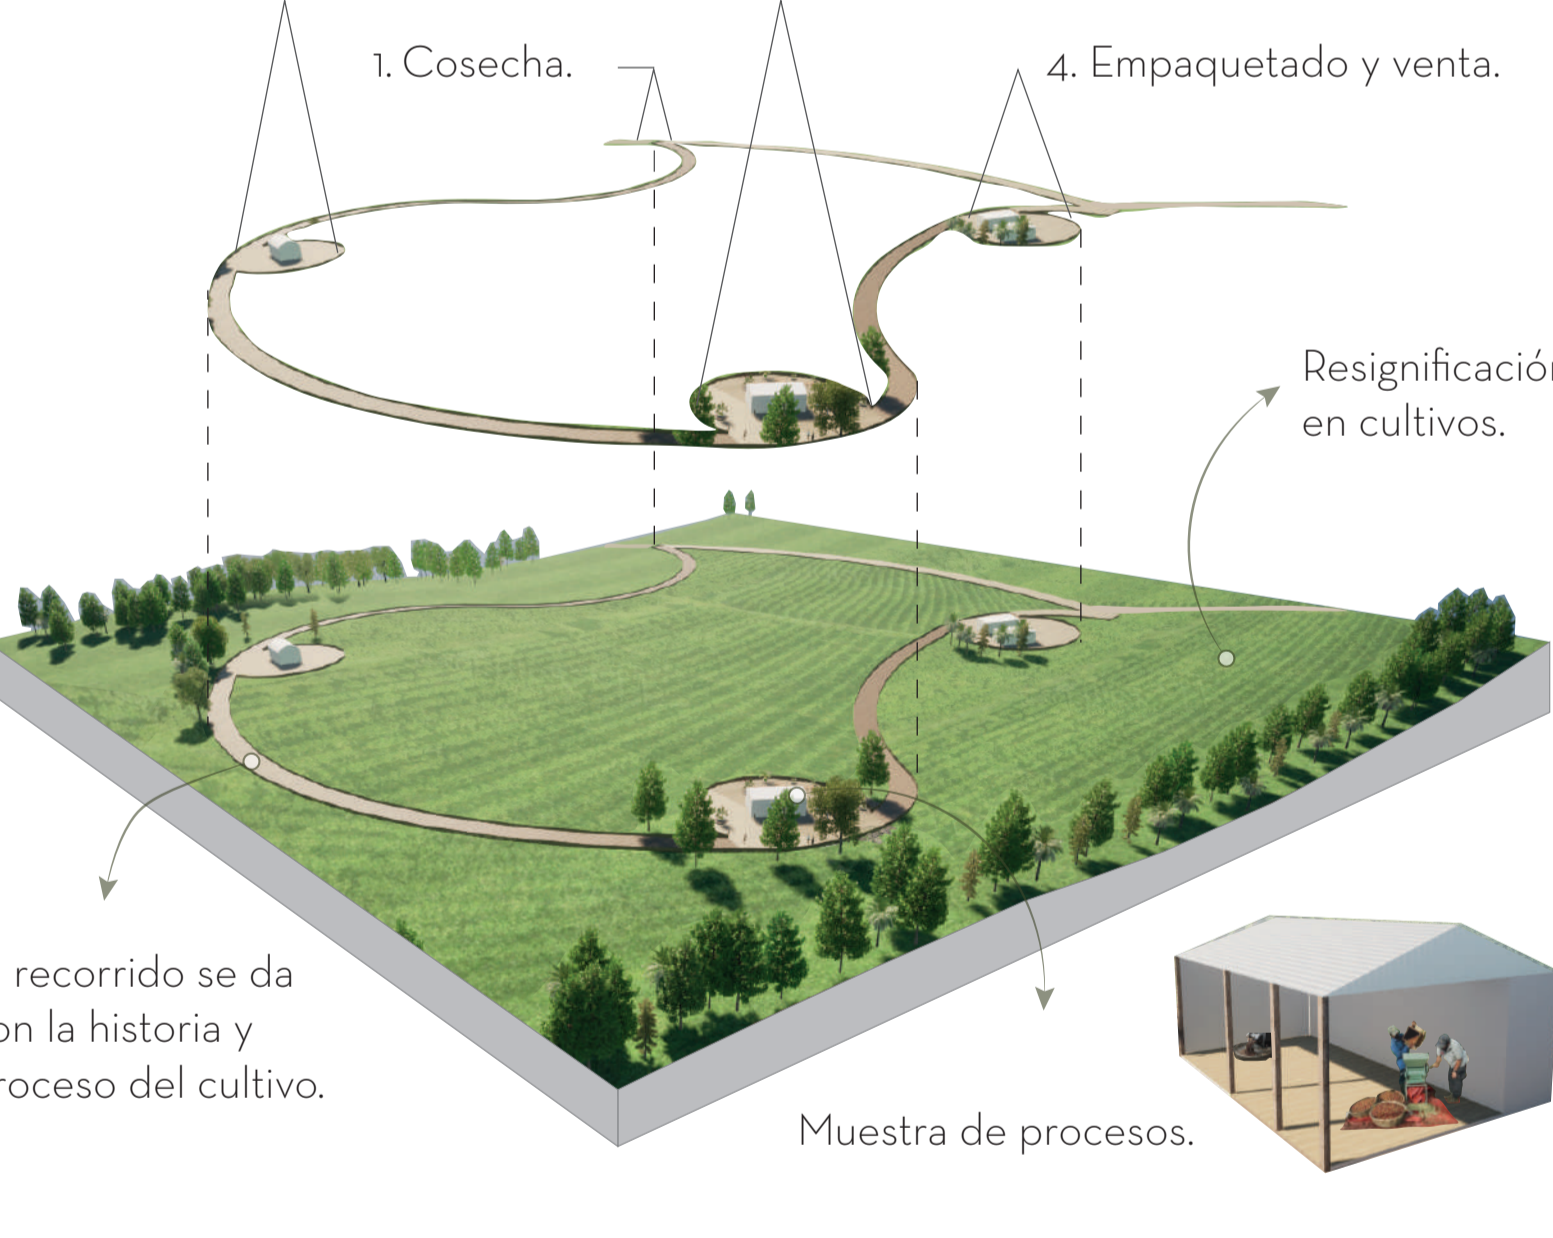 1. Cosecha.
4. Empaquetado y venta.
Resignificación
en cultivos.
recorrido se da
on la historia y
roceso del cultivo.
Muestra de procesos.